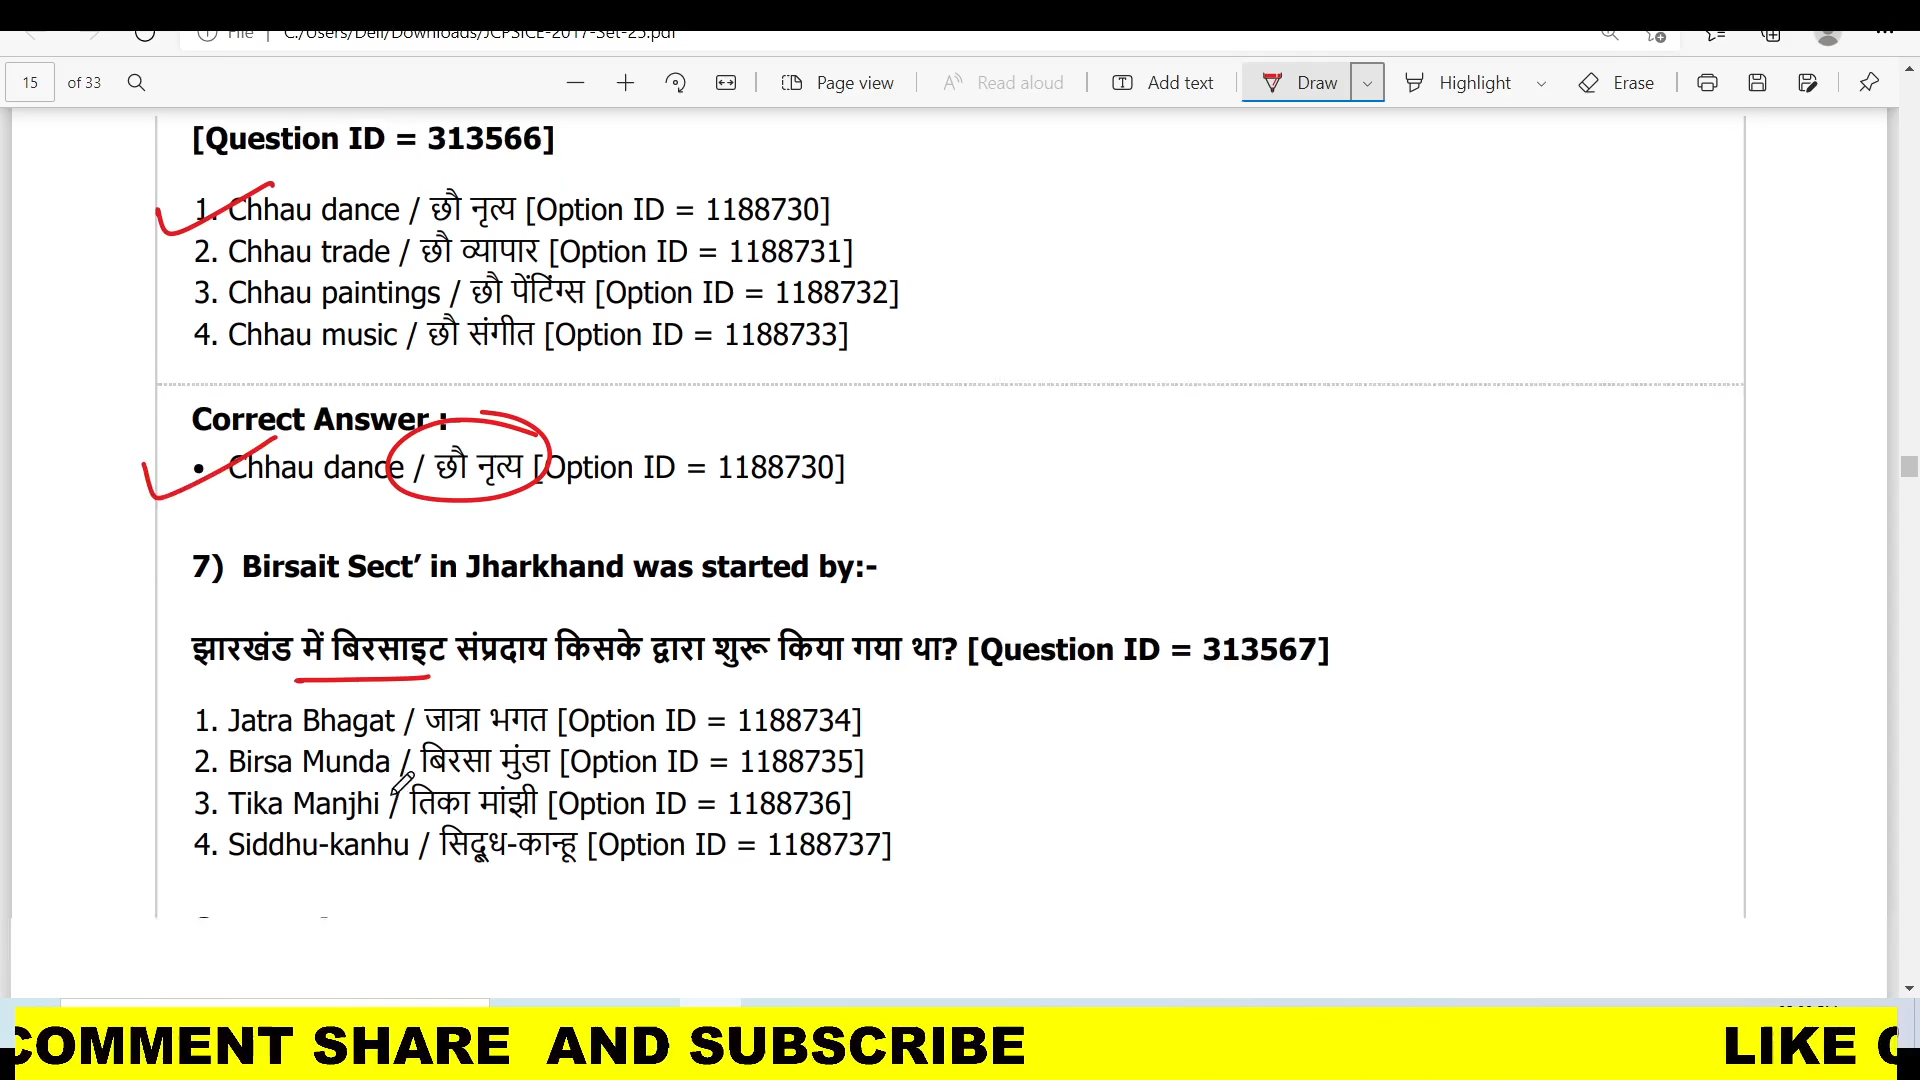 File | C:/Users/Dell/Downloads/JCPSICE-2017-Set-25.pdf
15 of 33 Page view Read aloud Add text Draw Highlight Erase
[Question ID = 313566]
1. Chhau dance / छौ नृत्य [Option ID = 1188730]
2. Chhau trade / छौ व्यापार [Option ID = 1188731]
3. Chhau paintings / छौ पेंटिंग्स [Option ID = 1188732]
4. Chhau music / छौ संगीत [Option ID = 1188733]
Correct Answer :
• Chhau dance / छौ नृत्य [Option ID = 1188730]
7) Birsait Sect’ in Jharkhand was started by:-
झारखंड में बिरसाइट संप्रदाय किसके द्वारा शुरू किया गया था? [Question ID = 313567]
1. Jatra Bhagat / जात्रा भगत [Option ID = 1188734]
2. Birsa Munda / बिरसा मुंडा [Option ID = 1188735]
3. Tika Manjhi / तिका मांझी [Option ID = 1188736]
4. Siddhu-kanhu / सिद्धू-कान्हू [Option ID = 1188737]
COMMENT SHARE AND SUBSCRIBE LIKE